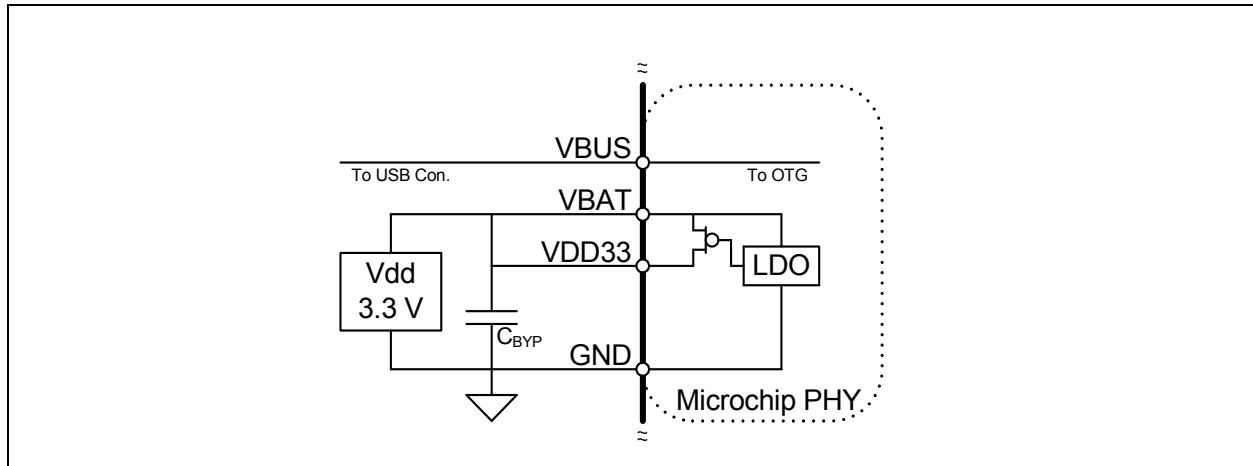 VBUS
To USB Con.
To OTG
VBAT
VDD33
LDO
Vdd
3.3 V
CBYP
GND
Microchip PHY